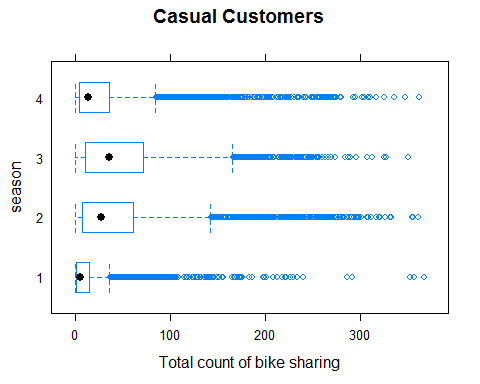 Casual Customers
4
3
2
1
season
0 100 200 300
Total count of bike sharing